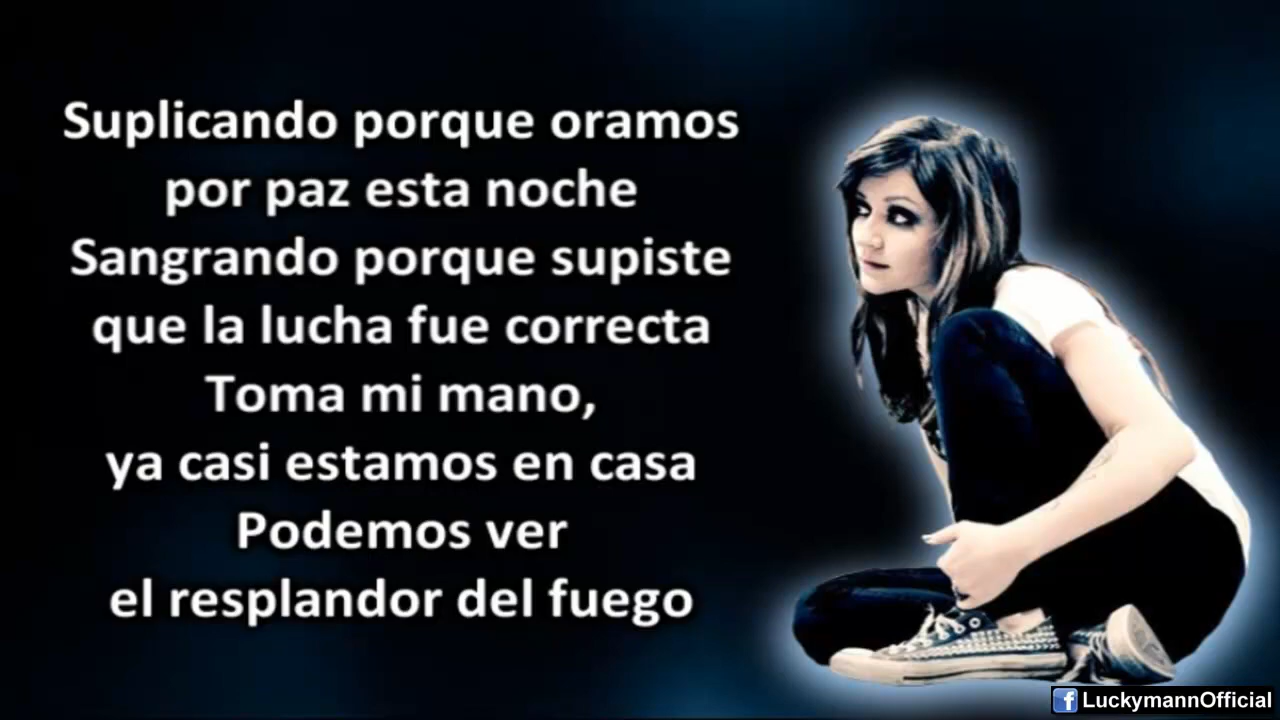 Suplicando porque oramos
por paz esta noche
Sangrando porque supiste
que la lucha fue correcta
Toma mi mano,
ya casi estamos en casa
Podemos ver
el resplandor del fuego
f LuckymannOfficial